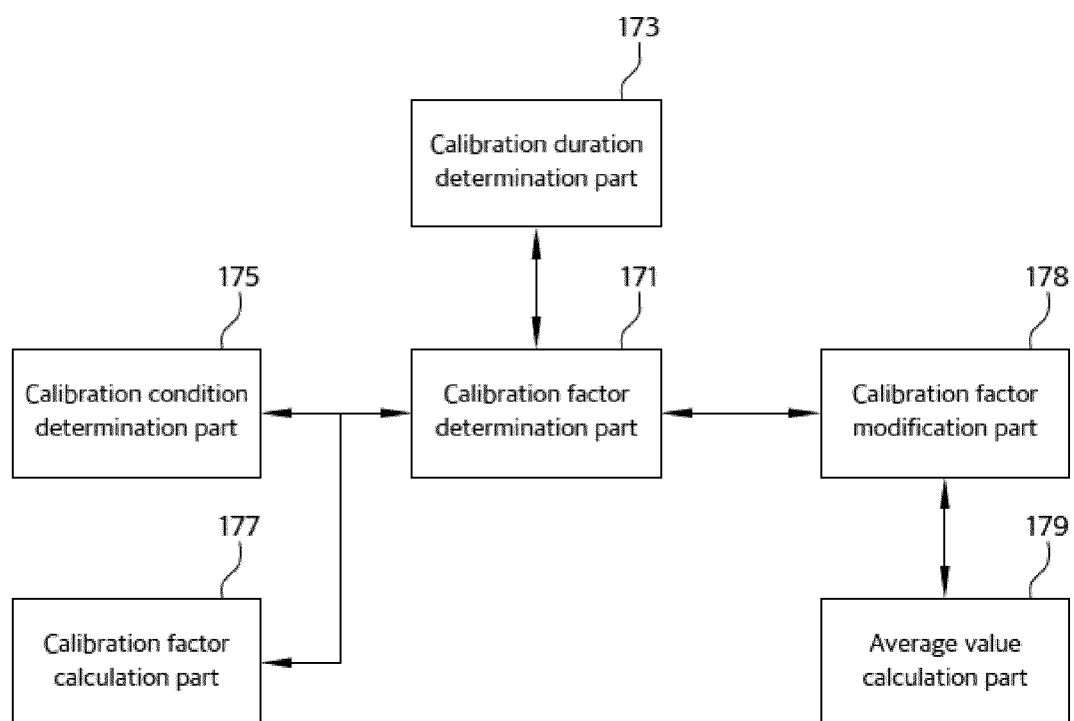 173
Calibration duration
determination part
175
171
178
Calibration condition
determination part
Calibration factor
determination part
Calibration factor
modification part
177
179
Calibration factor
calculation part
Average value
calculation part